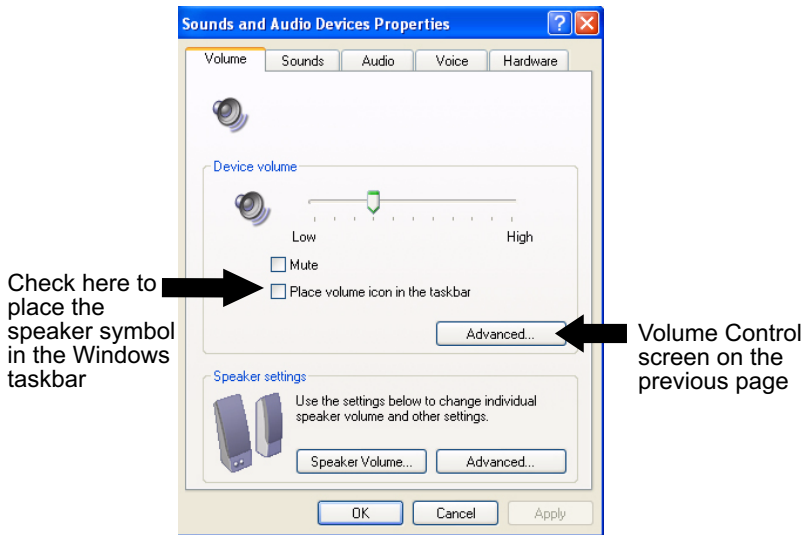 Sounds and Audio Devices Properties
Volume
Sounds
Audio
Voice
Hardware
Device volume
Low
High
Mute
Place volume icon in the taskbar
Advanced...
Check here to
place the
speaker symbol
in the Windows
taskbar
Volume Control
screen on the
previous page
Speaker settings
Use the settings below to change individual
speaker volume and other settings.
Speaker Volume...
Advanced...
OK
Cancel
Apply